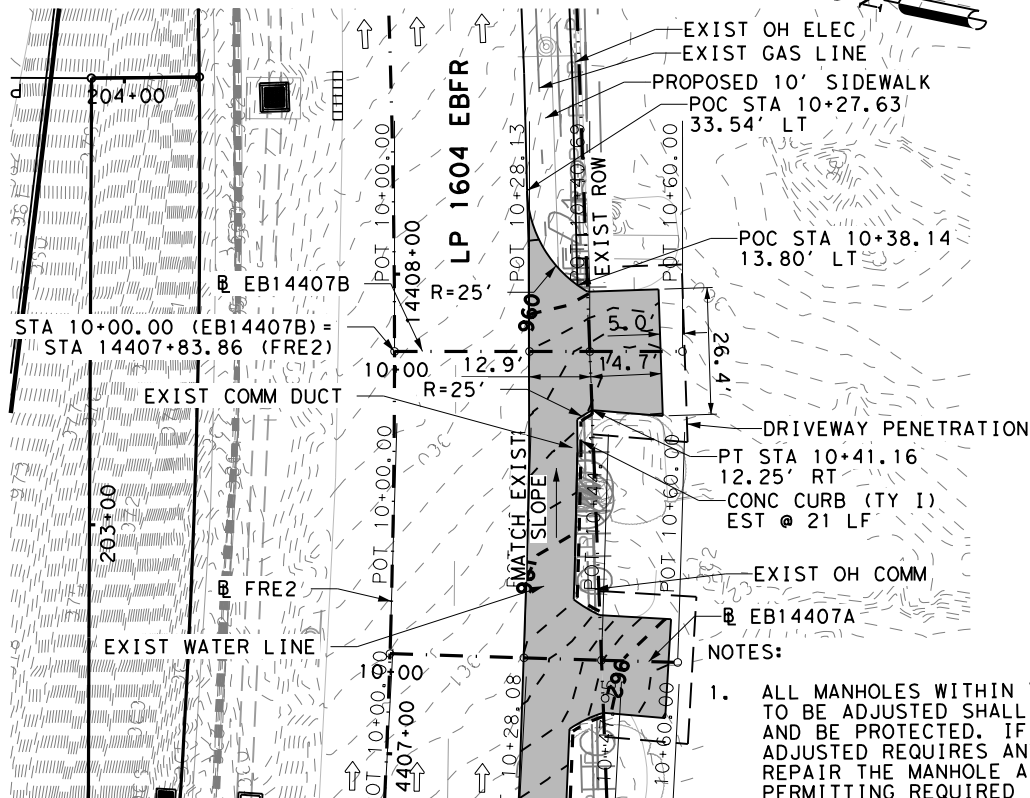 EXIST OH ELEC
EXIST GAS LINE
PROPOSED 10' SIDEWALK
POC STA 10+27.63
33.54' LT
204+00
LP 1604 EBFR
POT 10+00.00
POT 10+28.13
POT 10+60.00
EXIST ROW
14408+00
POC STA 10+38.14
13.80' LT
B EB14407B
R=25'
960
STA 10+00.00 (EB14407B)=
STA 14407+83.86 (FRE2)
5.0'
10+00
12.9'
14.7'
26.4'
R=25'
EXIST COMM DUCT
DRIVEWAY PENETRATION
PT STA 10+41.16
12.25' RT
CONC CURB (TY I)
EST @ 21 LF
203+00
POT 10+00.00
MATCH EXIST
SLOPE
POT 10+60.00
961
EXIST OH COMM
B FRE2
B EB14407A
EXIST WATER LINE
NOTES:
10+00
962
1. ALL MANHOLES WITHIN
TO BE ADJUSTED SHALL
AND BE PROTECTED. IF
ADJUSTED REQUIRES AN
REPAIR THE MANHOLE A
PERMITTING REQUIRED
4407+00
10+28.08
10+60.00